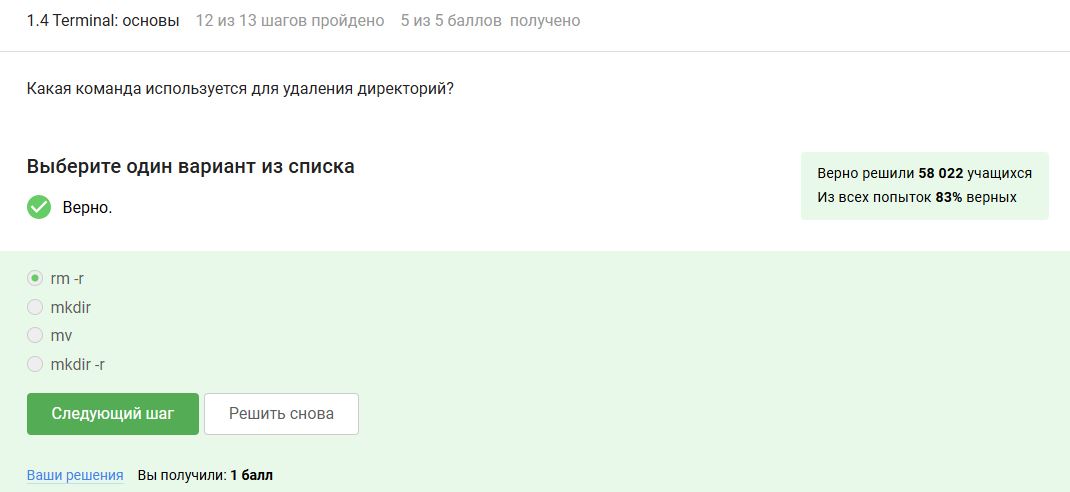 1.4 Terminal: основы 12 из 13 шагов пройдено 5 из 5 баллов получено
Какая команда используется для удаления директорий?
Выберите один вариант из списка
Верно решили 58 022 учащихся
Из всех попыток 83% верных
Верно.
rm -r
mkdir
mv
mkdir -r
Следующий шаг Решить снова
Ваши решения Вы получили: 1 балл